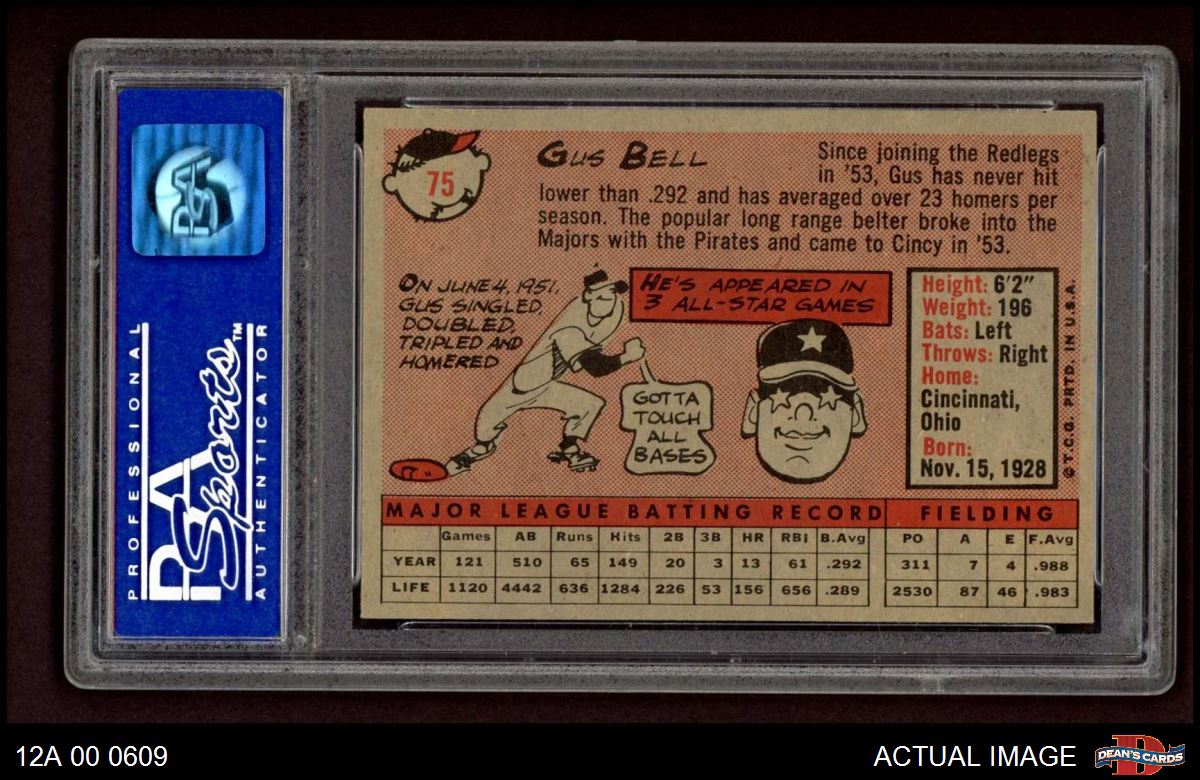 PSA
PROFESSIONAL
PSA Sports™
AUTHENTICATOR
75
GUS BELL
Since joining the Redlegs
in '53, Gus has never hit
lower than .292 and has averaged over 23 homers per
season. The popular long range belter broke into the
Majors with the Pirates and came to Cincy in '53.
ON JUNE 4, 1951,
GUS SINGLED,
DOUBLED,
TRIPLED AND
HOMERED
GOTTA
TOUCH
ALL
BASES
HE'S APPEARED IN
3 ALL-STAR GAMES
Height: 6'2"
Weight: 196
Bats: Left
Throws: Right
Home:
Cincinnati,
Ohio
Born:
Nov. 15, 1928
©T.C.G. PRTD. IN U.S.A.
MAJOR LEAGUE BATTING RECORD FIELDING
Games AB Runs Hits 2B 3B HR RBI B.Avg PO A E F.Avg
YEAR 121 510 65 149 20 3 13 61 .292 311 7 4 .988
LIFE 1120 4442 636 1284 226 53 156 656 .289 2530 87 46 .983
12A 00 0609
ACTUAL IMAGE
DEAN'S CARDS